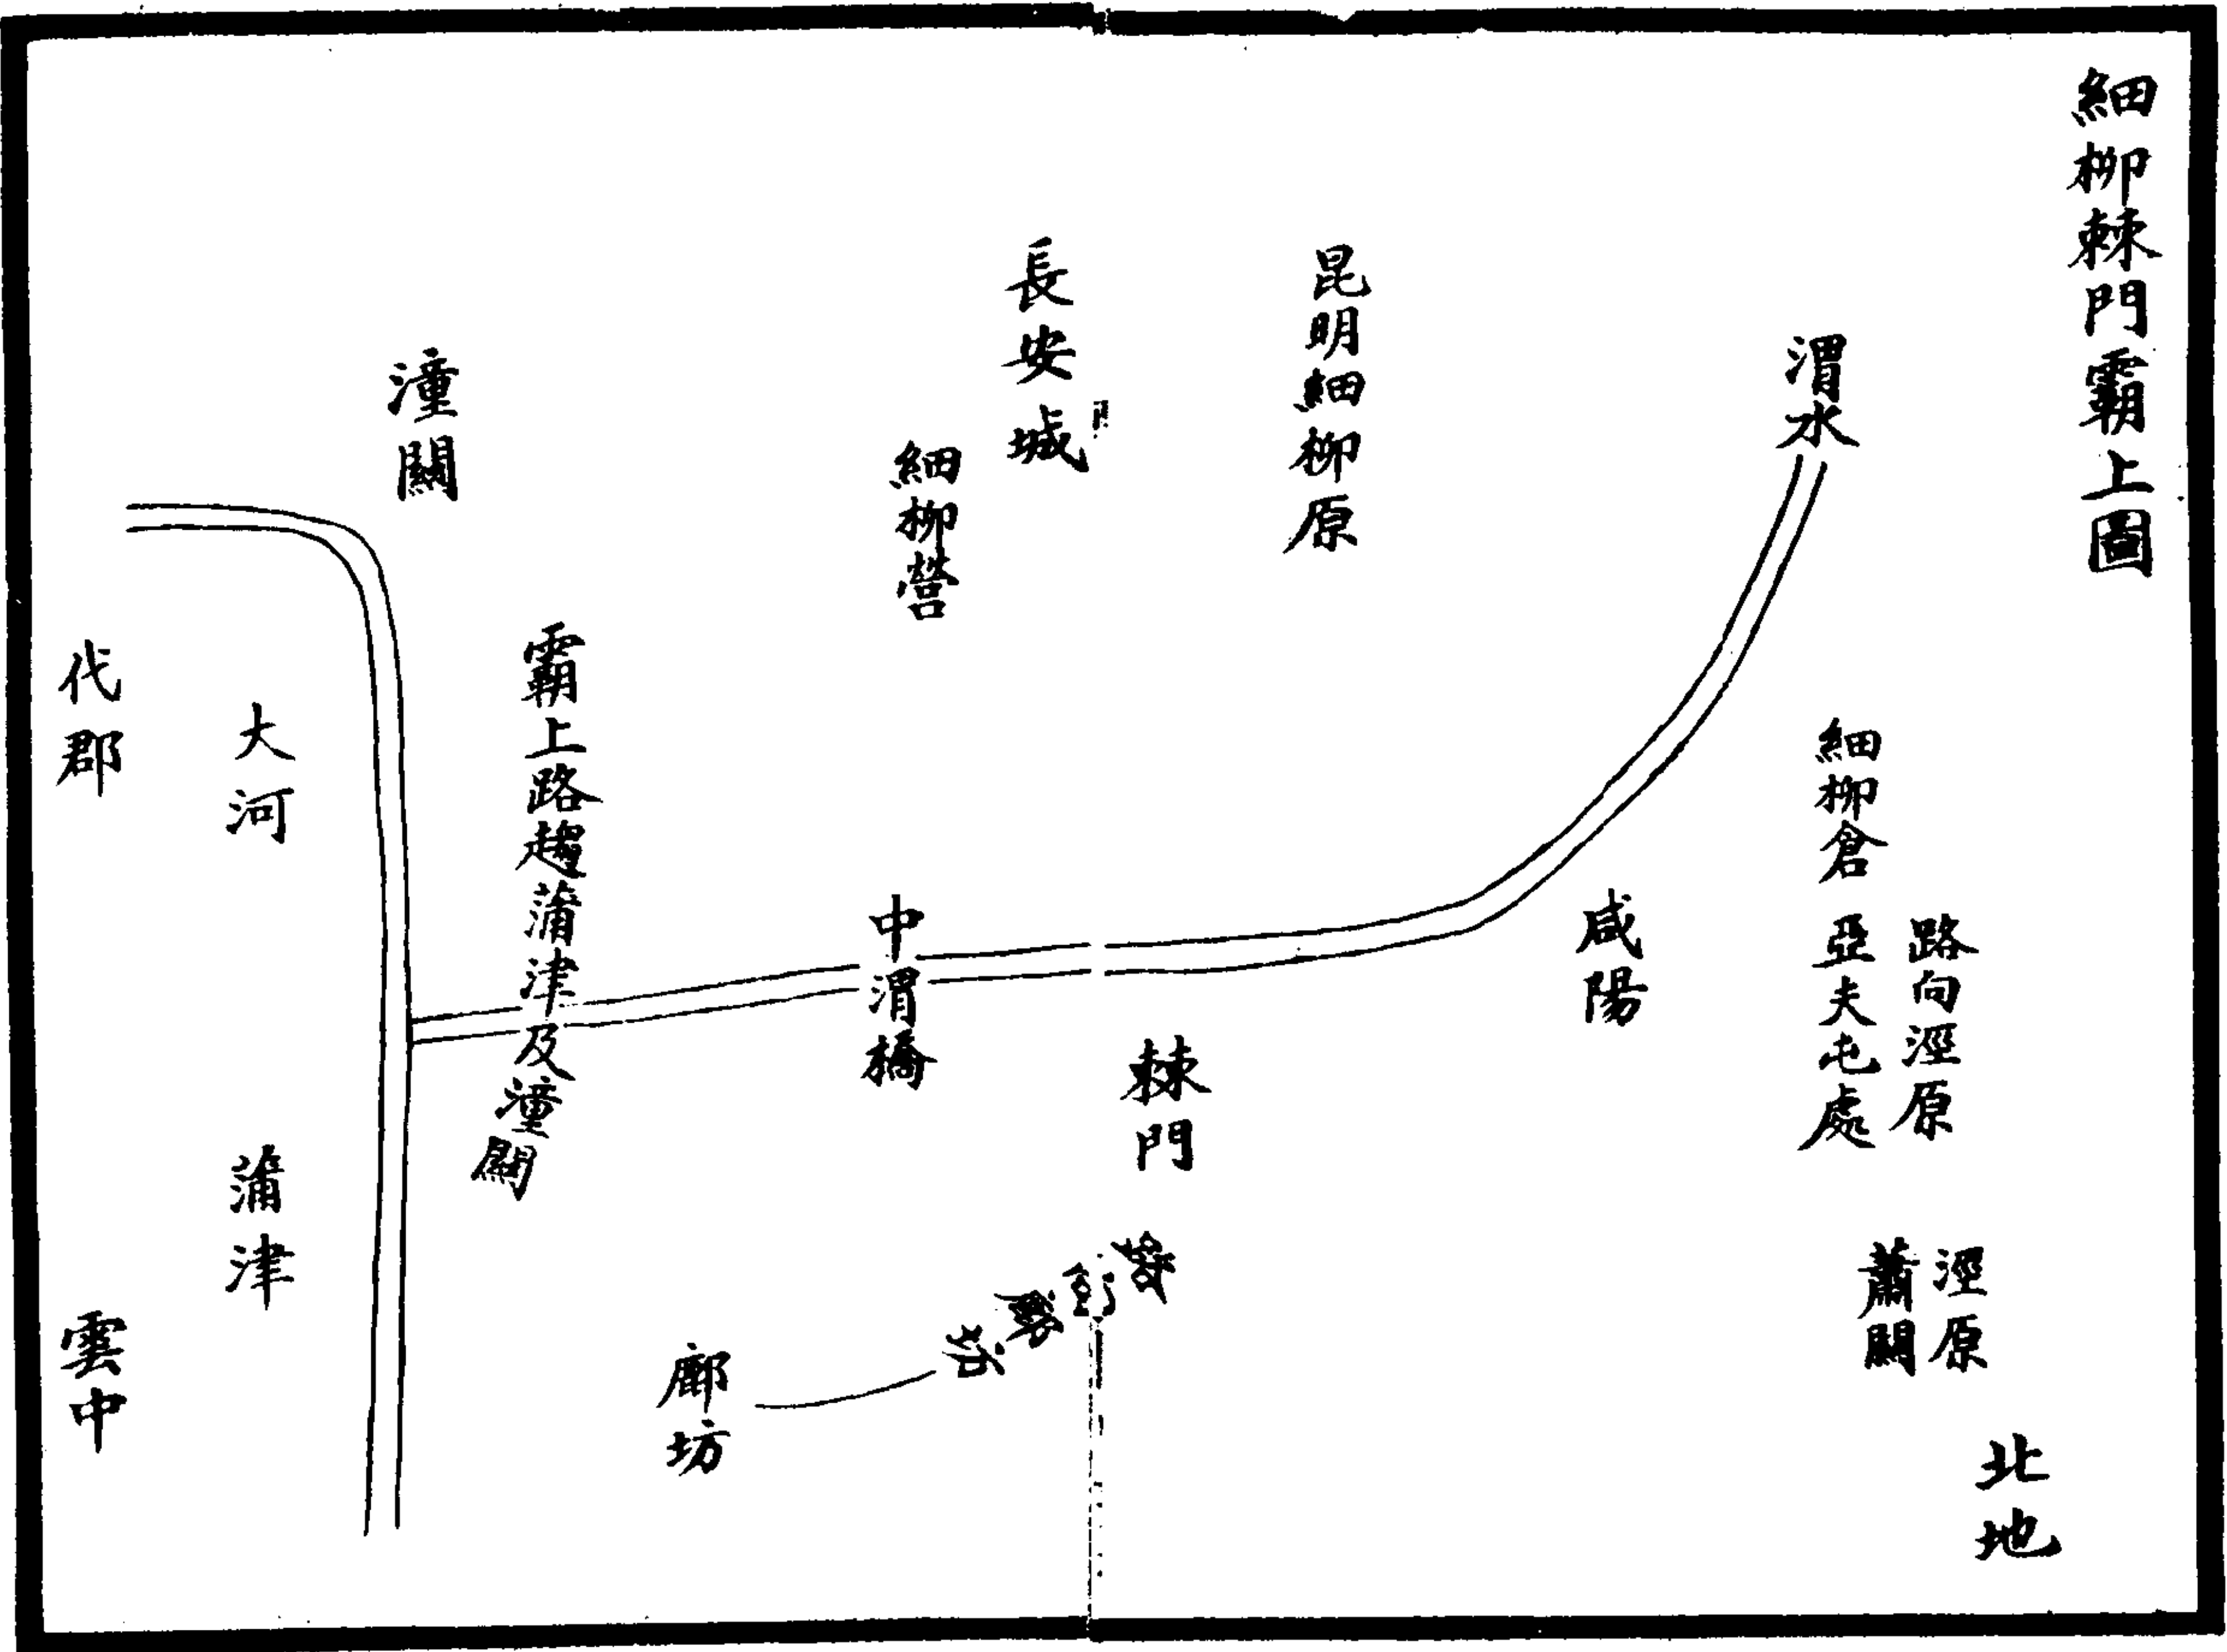 細柳棘門霸上圖
渭水
細柳倉
亞夫屯處
路向涇原
涇原
蕭關
北地
咸陽
昆明細柳原
長安城
細柳營
棘門
中渭橋
鄜坊
霸上路趨蒲津及潼關
潼關
大河
蒲津
代郡
雲中